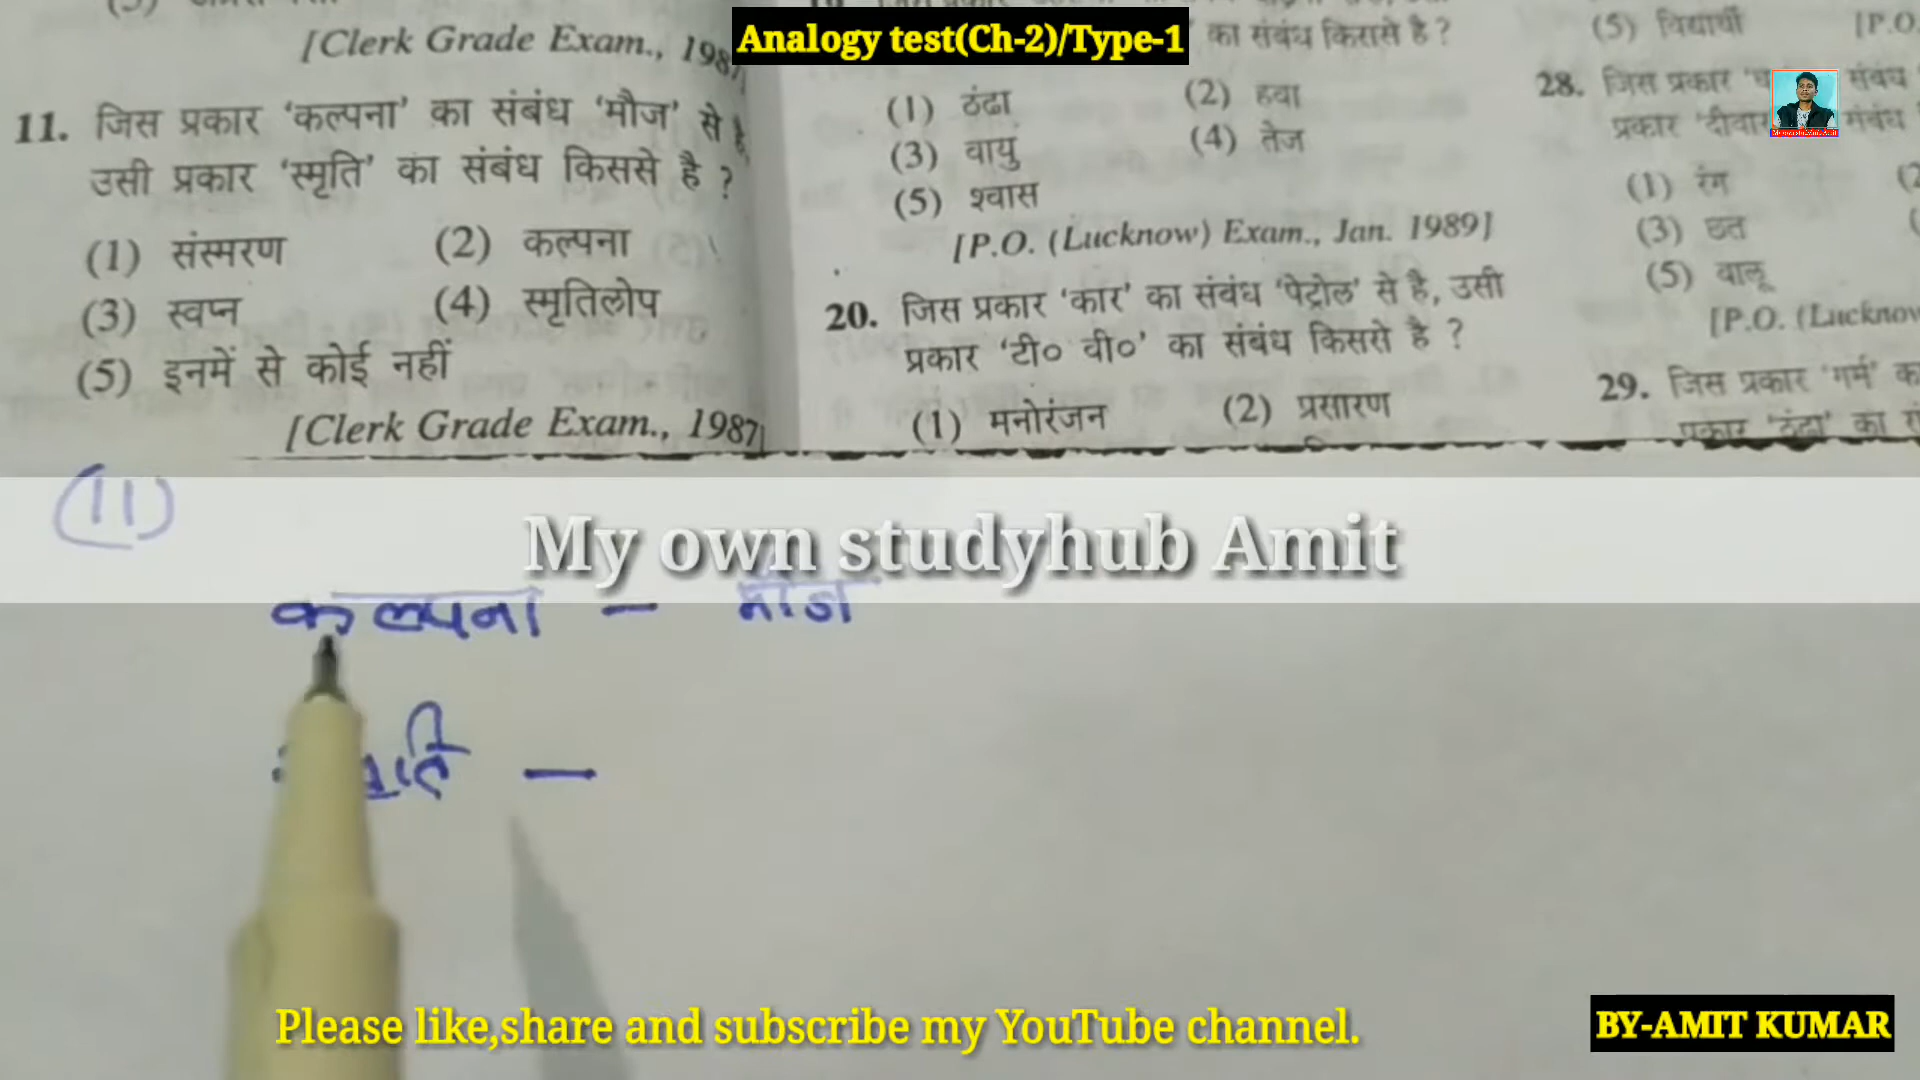 Analogy test(Ch-2)/Type-1
[Clerk Grade Exam., 1987]
11. जिस प्रकार ‘कल्पना’ का संबंध ‘मौज’ से है,
उसी प्रकार ‘स्मृति’ का संबंध किससे है ?
(1) संस्मरण (2) कल्पना
(3) स्वप्न (4) स्मृतिलोप
(5) इनमें से कोई नहीं
[Clerk Grade Exam., 1987]
का संबंध किससे है ?
(1) ठंढा (2) हवा
(3) वायु (4) तेज
(5) श्वास
[P.O. (Lucknow) Exam., Jan. 1989]
20. जिस प्रकार ‘कार’ का संबंध ‘पेट्रोल’ से है, उसी
प्रकार ‘टी० वी०’ का संबंध किससे है ?
(1) मनोरंजन (2) प्रसारण
(5) विद्यार्थी [P.O.
28. जिस प्रकार संबंध
प्रकार ‘दीवार संबंध
(1) रंग
(3) छत
(5) बालू
[P.O. (Lucknow
29. जिस प्रकार ‘गर्म’ का
प्रकार ‘ठंढा’ का
(11)
My own studyhub Amit
कल्पना – मौज
Please like,share and subscribe my YouTube channel.
BY-AMIT KUMAR